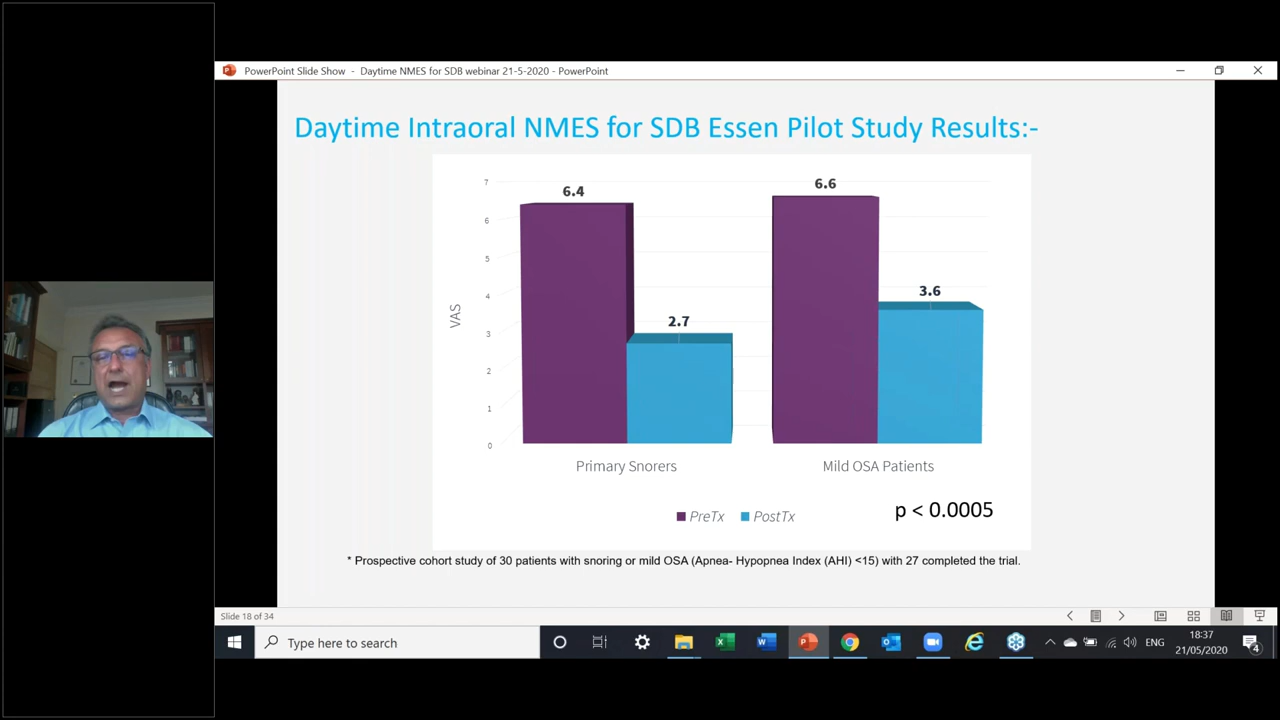 PowerPoint Slide Show - Daytime NMES for SDB webinar 21-5-2020 - PowerPoint
Daytime Intraoral NMES for SDB Essen Pilot Study Results:-
7
6
5
4
3
2
1
0
VAS
6.4
2.7
6.6
3.6
Primary Snorers
Mild OSA Patients
PreTx
PostTx
p < 0.0005
* Prospective cohort study of 30 patients with snoring or mild OSA (Apnea- Hypopnea Index (AHI) <15) with 27 completed the trial.
Slide 18 of 34
Type here to search
ENG
18:37
21/05/2020
4